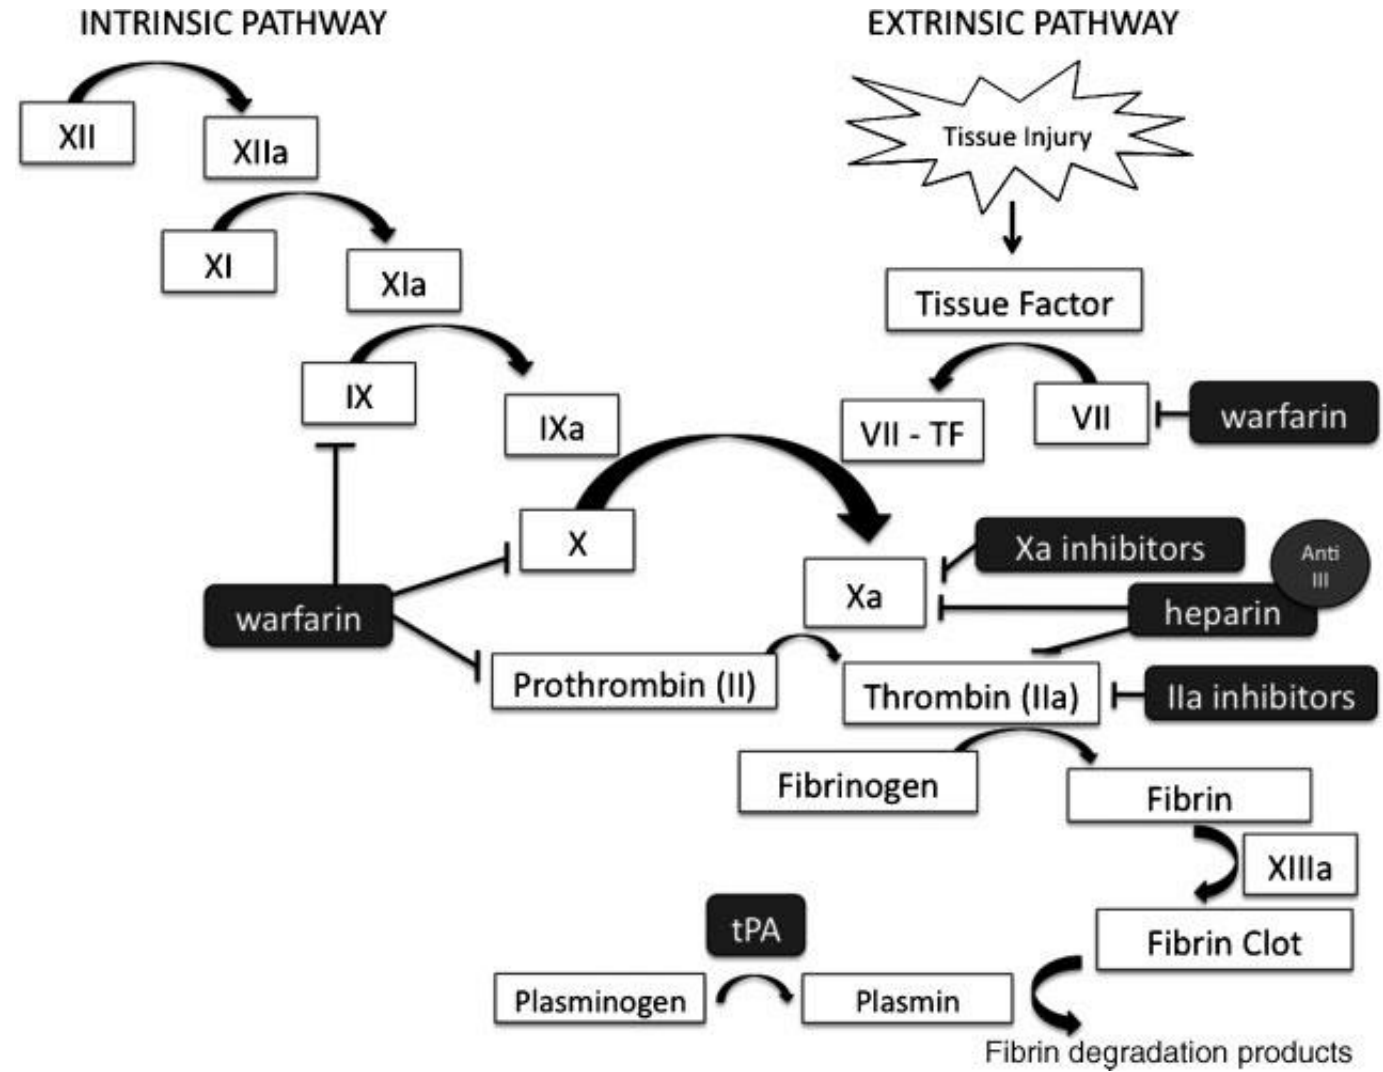 INTRINSIC PATHWAY
EXTRINSIC PATHWAY
XII
XIIa
Tissue Injury
XI
XIa
Tissue Factor
IX
IXa
VII - TF
VII
warfarin
X
Xa inhibitors
Anti
III
Xa
heparin
warfarin
Prothrombin (II)
Thrombin (IIa)
IIa inhibitors
Fibrinogen
Fibrin
XIIIa
tPA
Fibrin Clot
Plasminogen
Plasmin
Fibrin degradation products